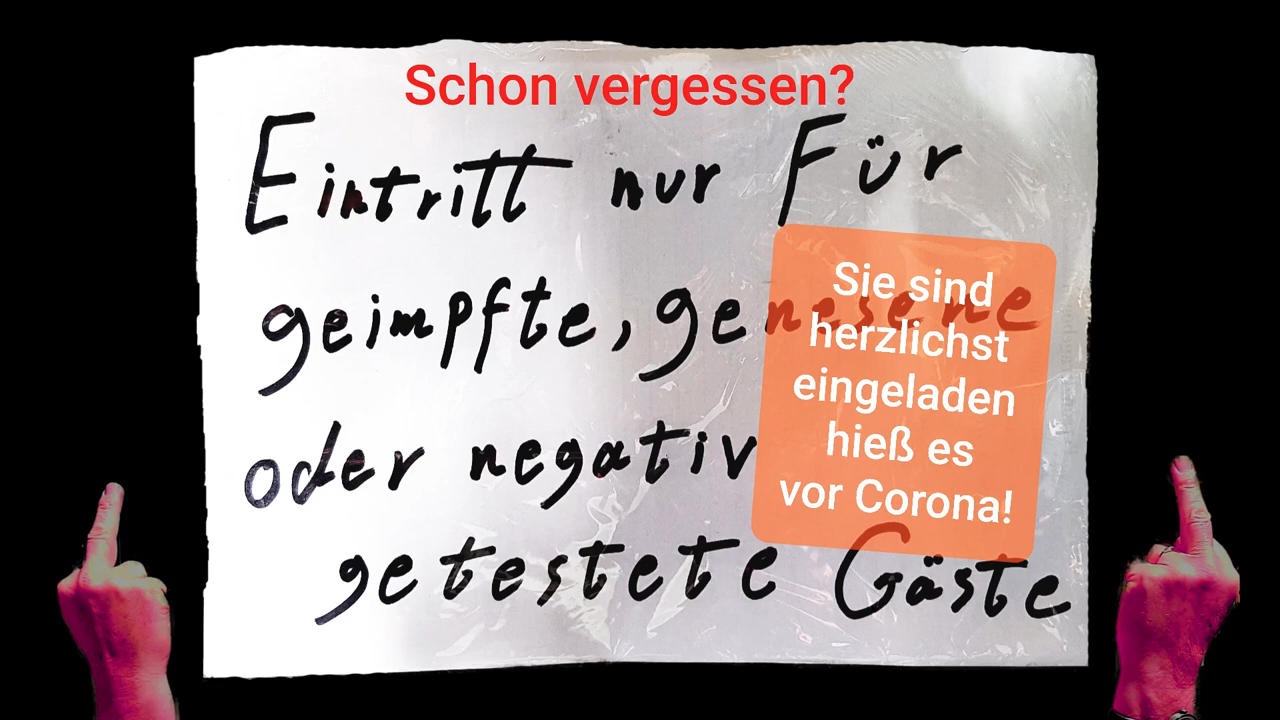 Schon vergessen?
Eintritt nur Für
geimpfte, genesene
oder negativ
getestete Gäste
Sie sind
herzlichst
eingeladen
hieß es
vor Corona!